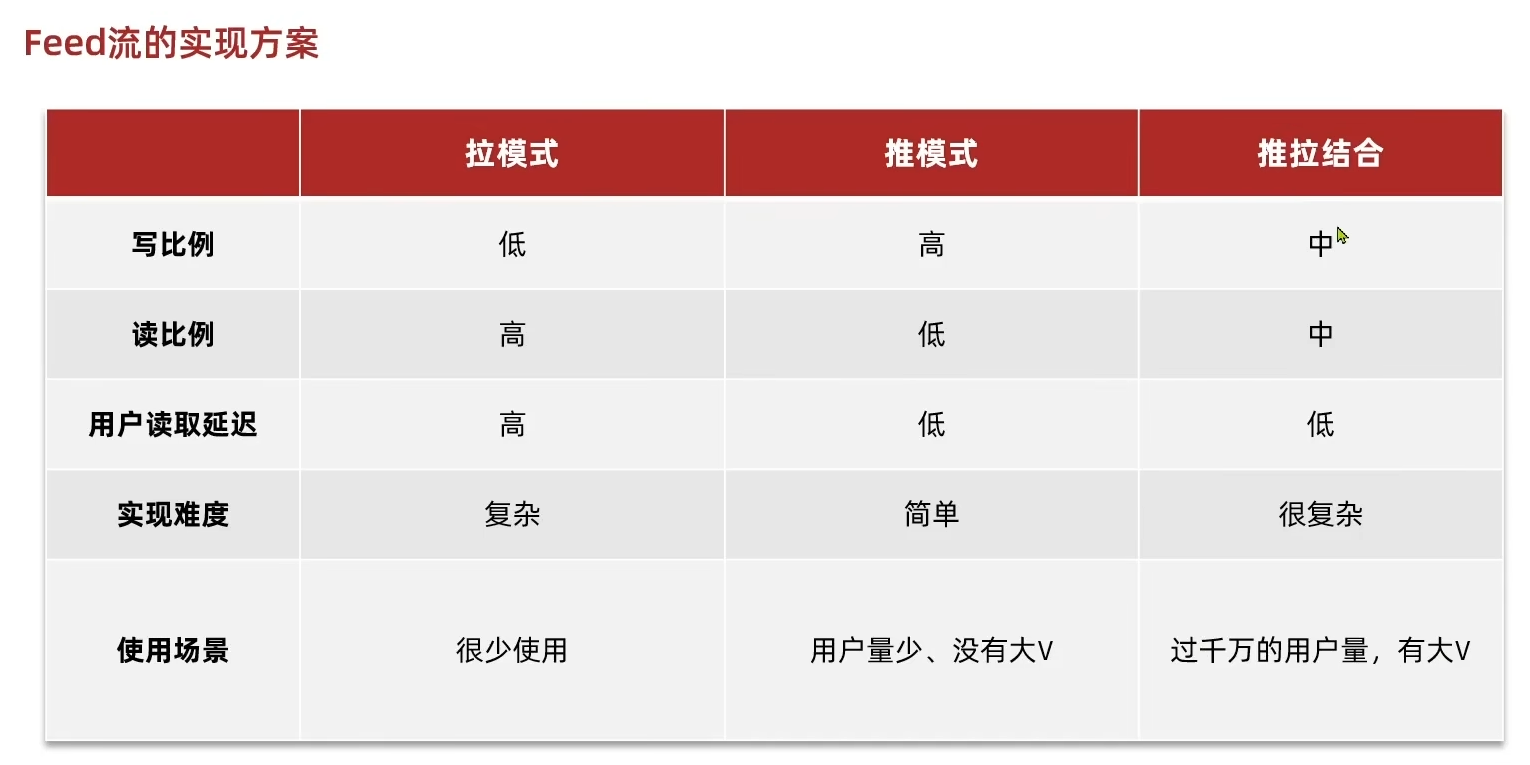 Feed流的实现方案
拉模式 推模式 推拉结合
写比例 低 高 中
读比例 高 低 中
用户读取延迟 高 低 低
实现难度 复杂 简单 很复杂
使用场景 很少使用 用户量少、没有大V 过千万的用户量，有大V